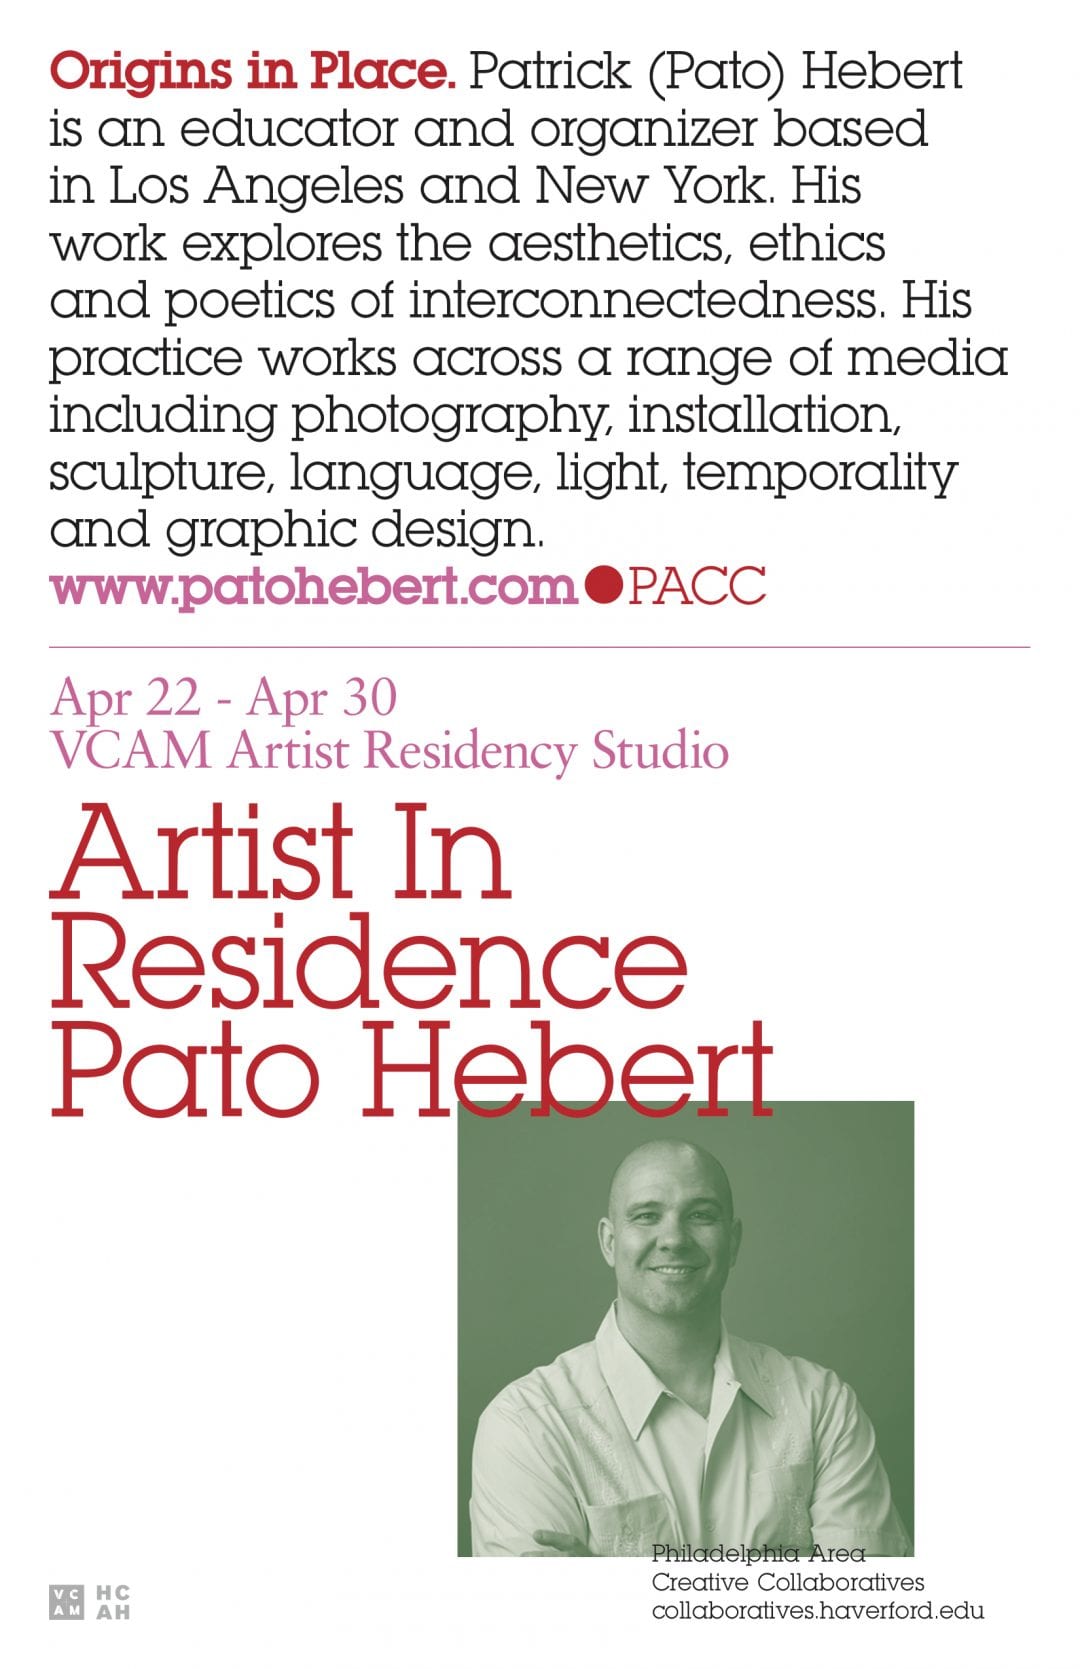 Origins in Place. Patrick (Pato) Hebert
is an educator and organizer based
in Los Angeles and New York. His
work explores the aesthetics, ethics
and poetics of interconnectedness. His
practice works across a range of media
including photography, installation,
sculpture, language, light, temporality
and graphic design.
www.patohebert.com●PACC
Apr 22 - Apr 30
VCAM Artist Residency Studio
Artist In
Residence
Pato Hebert
Philadelphia Area
Creative Collaboratives
collaboratives.haverford.edu
VC HC
AM AH